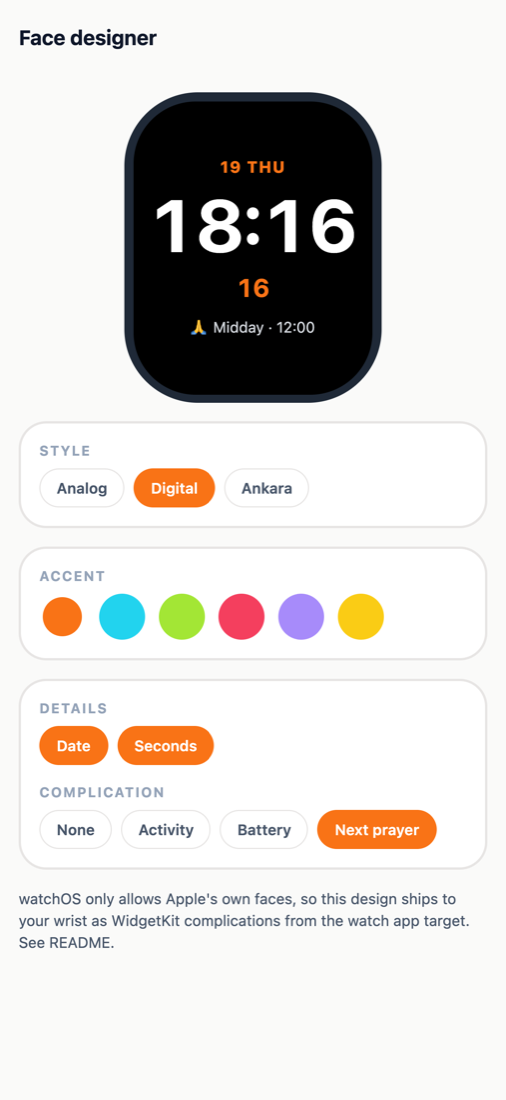 Face designer
19 THU
18:16
16
🙏 Midday · 12:00
STYLE
Analog Digital Ankara
ACCENT
DETAILS
Date Seconds
COMPLICATION
None Activity Battery Next prayer
watchOS only allows Apple's own faces, so this design ships to
your wrist as WidgetKit complications from the watch app target.
See README.